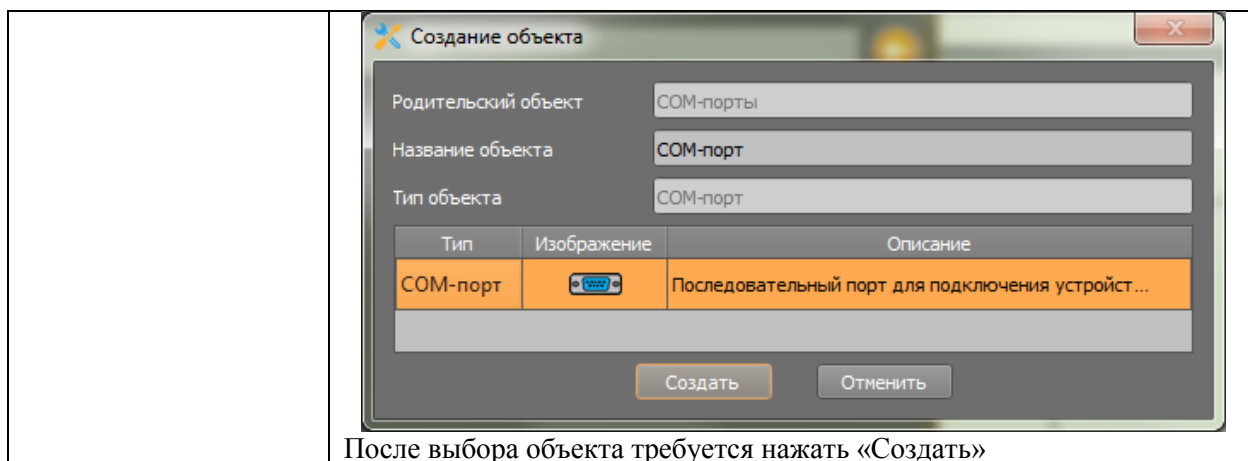 Создание объекта
Родительский объект COM-порты
Название объекта COM-порт
Тип объекта COM-порт
Тип Изображение Описание
COM-порт Последовательный порт для подключения устройст...
Создать Отменить
После выбора объекта требуется нажать «Создать»